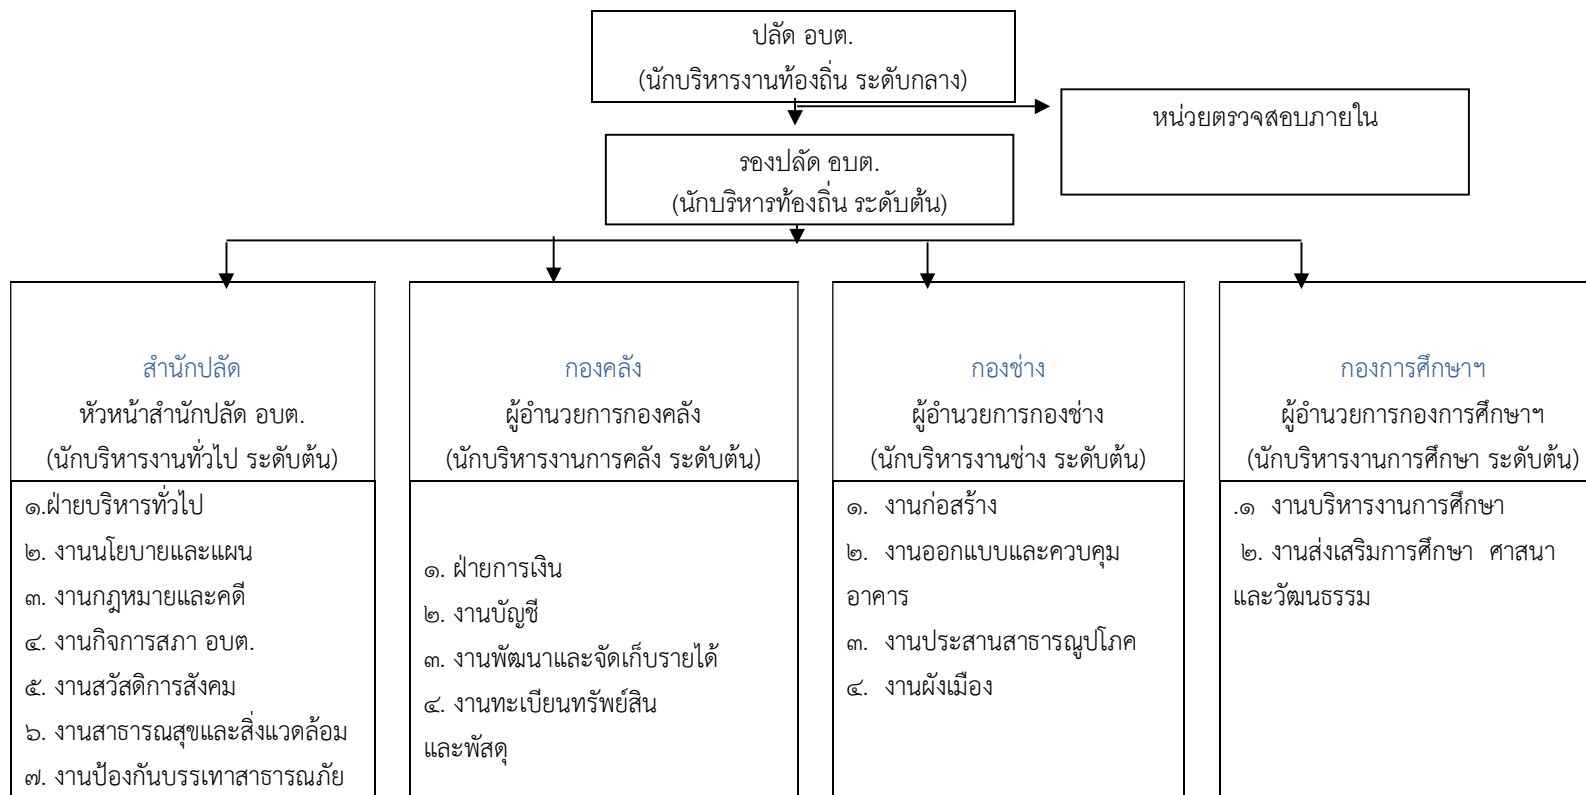 ปลัด อบต.
(นักบริหารงานท้องถิ่น ระดับกลาง)
หน่วยตรวจสอบภายใน
รองปลัด อบต.
(นักบริหารท้องถิ่น ระดับต้น)
สำนักปลัด
หัวหน้าสำนักปลัด อบต.
(นักบริหารงานทั่วไป ระดับต้น)
๑.ฝ่ายบริหารทั่วไป
๒. งานนโยบายและแผน
๓. งานกฎหมายและคดี
๔. งานกิจการสภา อบต.
๕. งานสวัสดิการสังคม
๖. งานสาธารณสุขและสิ่งแวดล้อม
๗. งานป้องกันบรรเทาสาธารณภัย
กองคลัง
ผู้อำนวยการกองคลัง
(นักบริหารงานการคลัง ระดับต้น)
๑. ฝ่ายการเงิน
๒. งานบัญชี
๓. งานพัฒนาและจัดเก็บรายได้
๔. งานทะเบียนทรัพย์สิน
และพัสดุ
กองช่าง
ผู้อำนวยการกองช่าง
(นักบริหารงานช่าง ระดับต้น)
๑. งานก่อสร้าง
๒. งานออกแบบและควบคุม
อาคาร
๓. งานประสานสาธารณูปโภค
๔. งานผังเมือง
กองการศึกษาฯ
ผู้อำนวยการกองการศึกษาฯ
(นักบริหารงานการศึกษา ระดับต้น)
.๑ งานบริหารงานการศึกษา
๒. งานส่งเสริมการศึกษา ศาสนา
และวัฒนธรรม